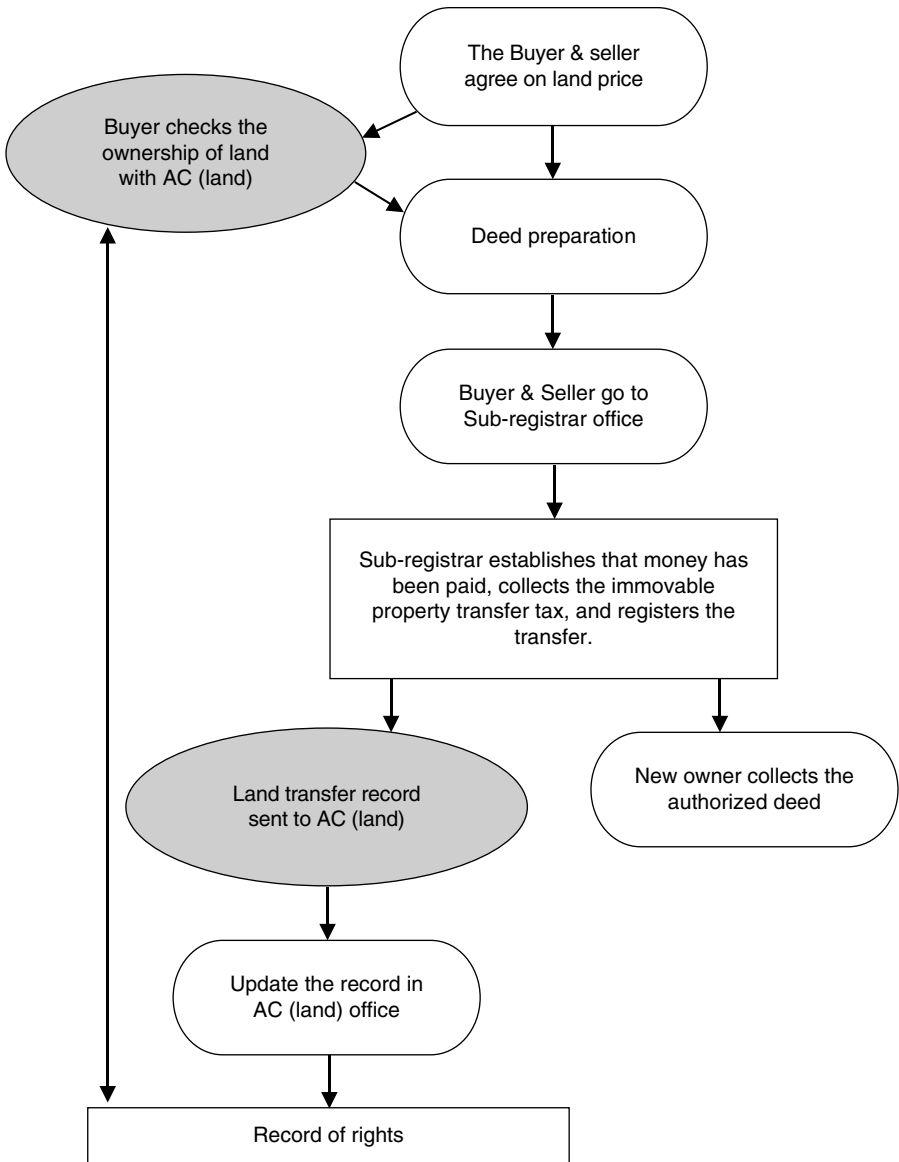 The Buyer & seller
agree on land price
Buyer checks the
ownership of land
with AC (land)
Deed preparation
Buyer & Seller go to
Sub-registrar office
Sub-registrar establishes that money has
been paid, collects the immovable
property transfer tax, and registers the
transfer.
Land transfer record
sent to AC (land)
New owner collects the
authorized deed
Update the record in
AC (land) office
Record of rights